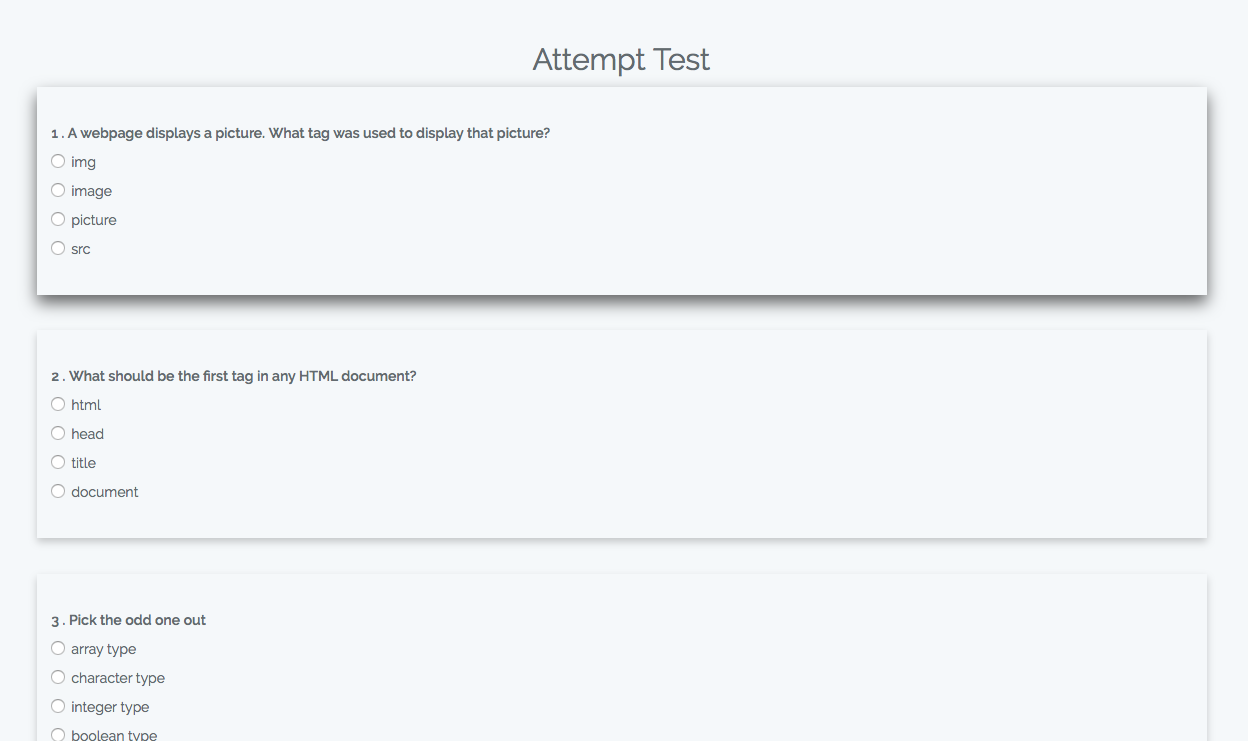 Attempt Test
1 . A webpage displays a picture. What tag was used to display that picture?
img
image
picture
src
2 . What should be the first tag in any HTML document?
html
head
title
document
3 . Pick the odd one out
array type
character type
integer type
boolean type